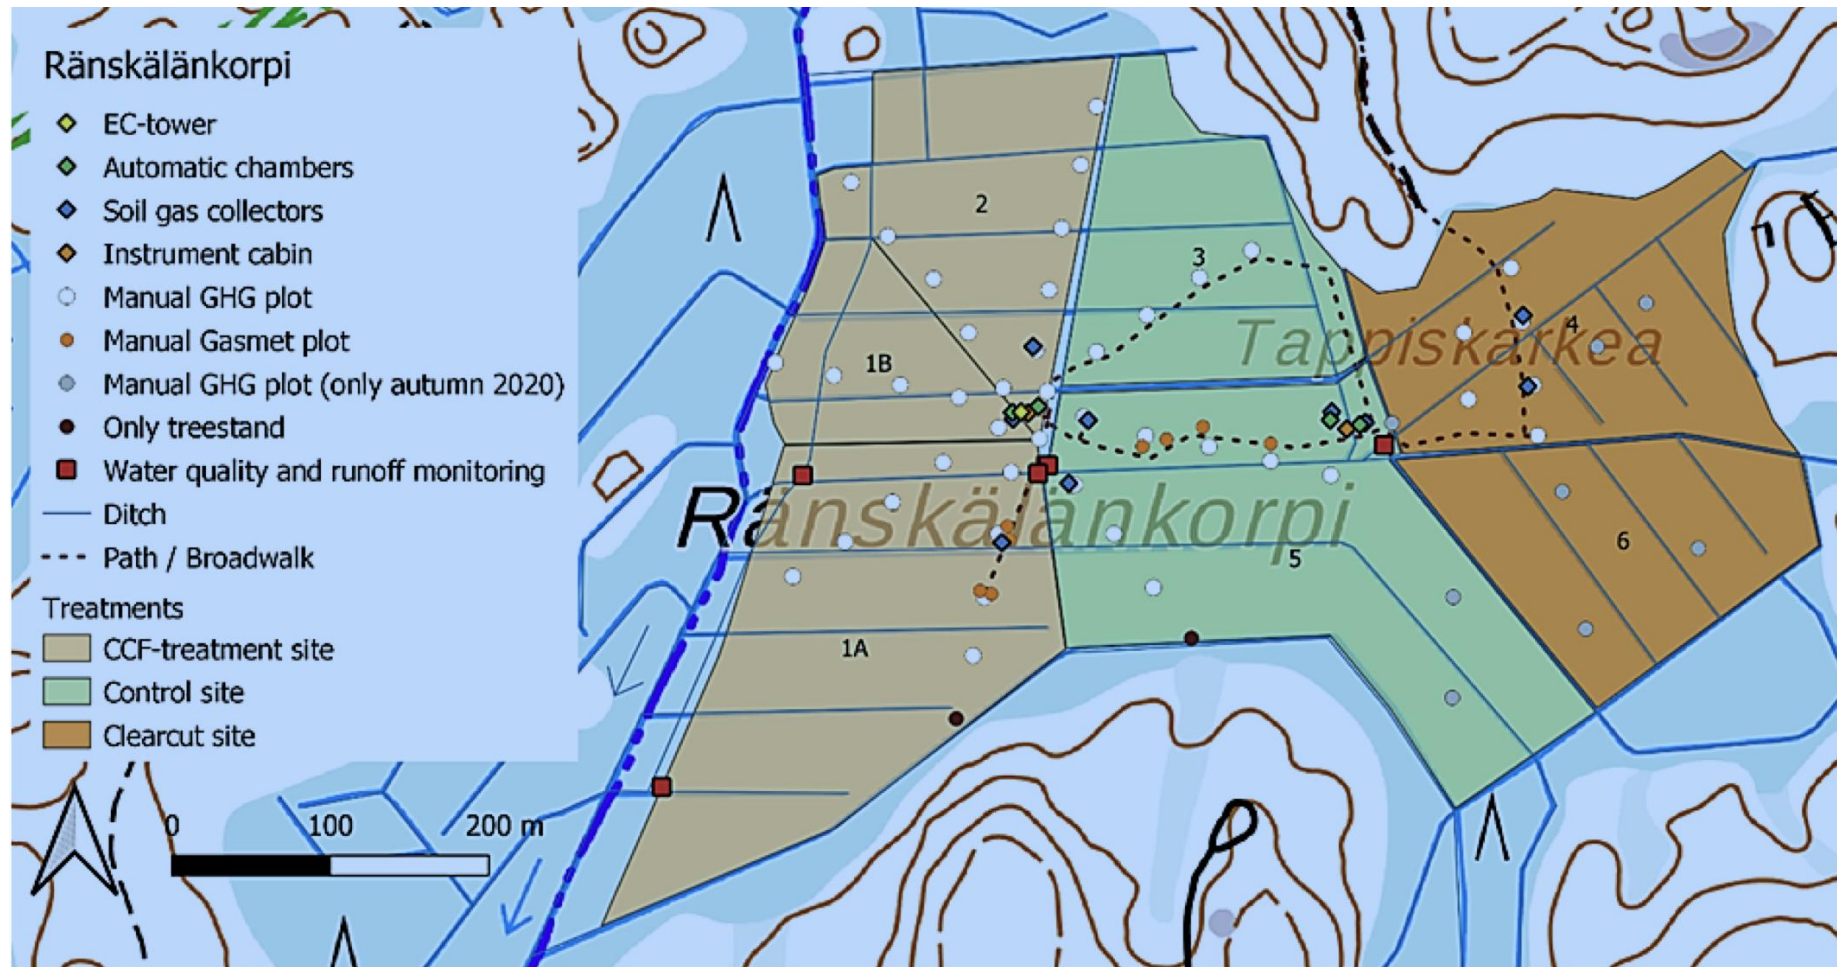 Ränskälänkorpi
EC-tower
Automatic chambers
Soil gas collectors
Instrument cabin
Manual GHG plot
Manual Gasmet plot
Manual GHG plot (only autumn 2020)
Only treestand
Water quality and runoff monitoring
Ditch
Path / Broadwalk
Treatments
CCF-treatment site
Control site
Clearcut site
0 100 200 m
2
3
4
Tappiskarkea
1B
Ränskälänkorpi
6
5
1A